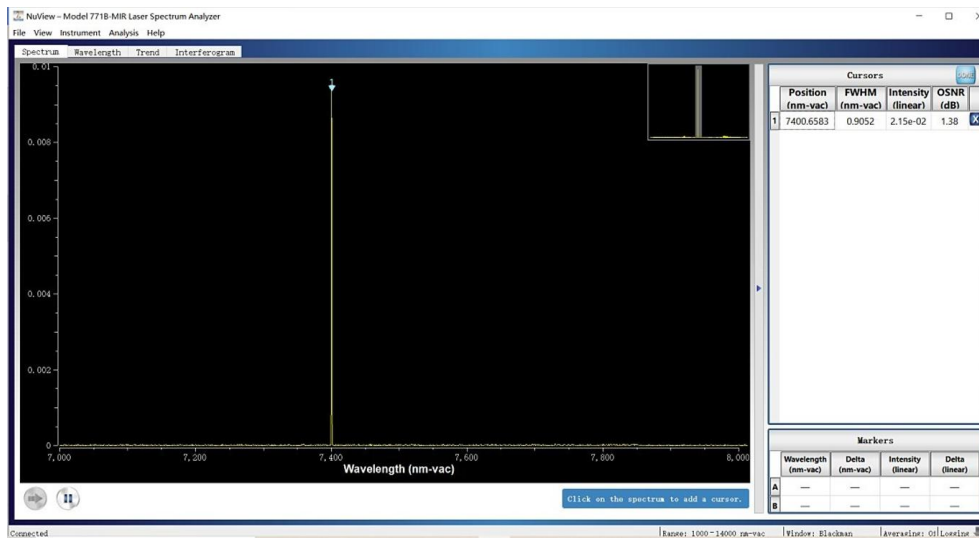 NuView – Model 771B-MIR Laser Spectrum Analyzer
File View Instrument Analysis Help
Spectrum Wavelength Trend Interferogram
0.01
0.008
0.006
0.004
0.002
0
1
7,000 7,200 7,400 7,600 7,800 8,000
Wavelength (nm-vac)
Click on the spectrum to add a cursor.
Cursors
Position (nm-vac) FWHM (nm-vac) Intensity (linear) OSNR (dB)
1 7400.6583 0.9052 2.15e-02 1.38 X
Markers
Wavelength (nm-vac) Delta (nm-vac) Intensity (linear) Delta (linear)
A — — — —
B — — — —
Connected Range: 1000-14000 nm-vac Window: Blackman Averaging: Logging